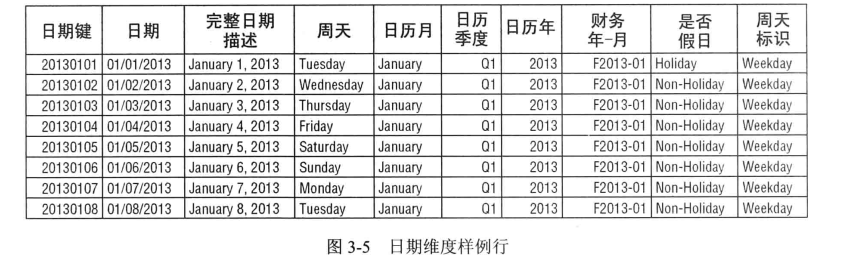 日期键 日期 完整日期描述 周天 日历月 日历季度 日历年 财务年-月 是否假日 周天标识
20130101 01/01/2013 January 1, 2013 Tuesday January Q1 2013 F2013-01 Holiday Weekday
20130102 01/02/2013 January 2, 2013 Wednesday January Q1 2013 F2013-01 Non-Holiday Weekday
20130103 01/03/2013 January 3, 2013 Thursday January Q1 2013 F2013-01 Non-Holiday Weekday
20130104 01/04/2013 January 4, 2013 Friday January Q1 2013 F2013-01 Non-Holiday Weekday
20130105 01/05/2013 January 5, 2013 Saturday January Q1 2013 F2013-01 Non-Holiday Weekday
20130106 01/06/2013 January 6, 2013 Sunday January Q1 2013 F2013-01 Non-Holiday Weekday
20130107 01/07/2013 January 7, 2013 Monday January Q1 2013 F2013-01 Non-Holiday Weekday
20130108 01/08/2013 January 8, 2013 Tuesday January Q1 2013 F2013-01 Non-Holiday Weekday
图 3-5 日期维度样例行